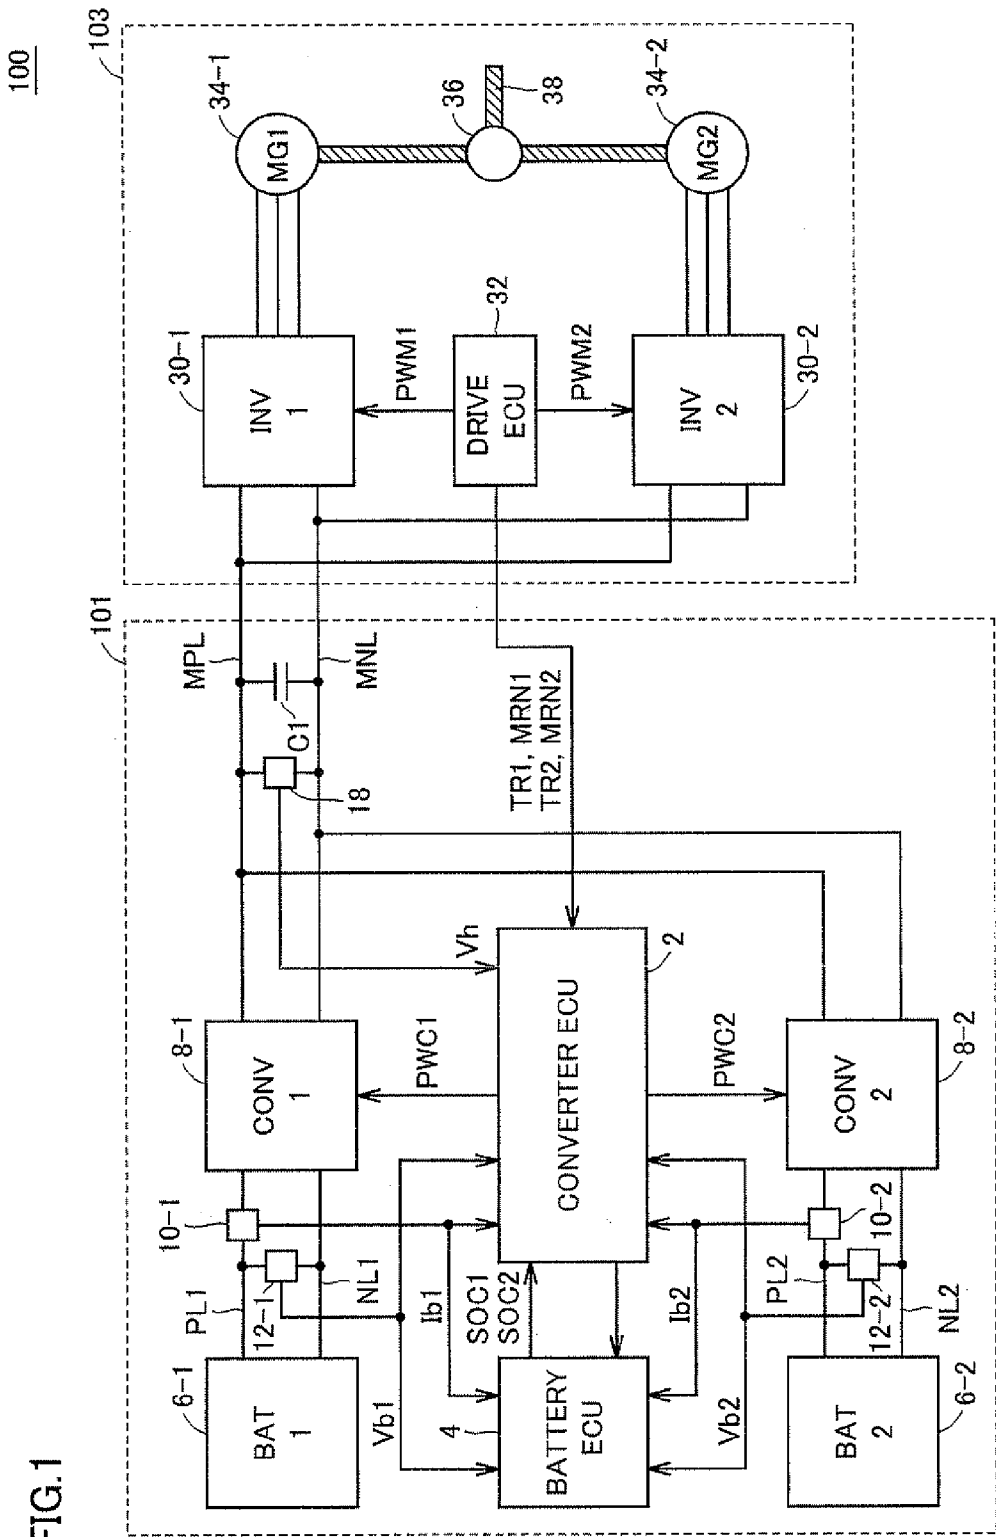 FIG.1
100
101
103
BAT
1
6-1
PL1
12-1
NL1
10-1
CONV
1
8-1
Vb1
Ib1
PWC1
Vh
18
C1
MPL
MNL
INV
1
30-1
PWM1
MG1
34-1
36
38
BATTERY
ECU
4
SOC1
SOC2
CONVERTER ECU
2
TR1, MRN1
TR2, MRN2
DRIVE
ECU
32
PWM2
Vb2
Ib2
PWC2
BAT
2
6-2
PL2
12-2
NL2
10-2
CONV
2
8-2
INV
2
30-2
MG2
34-2